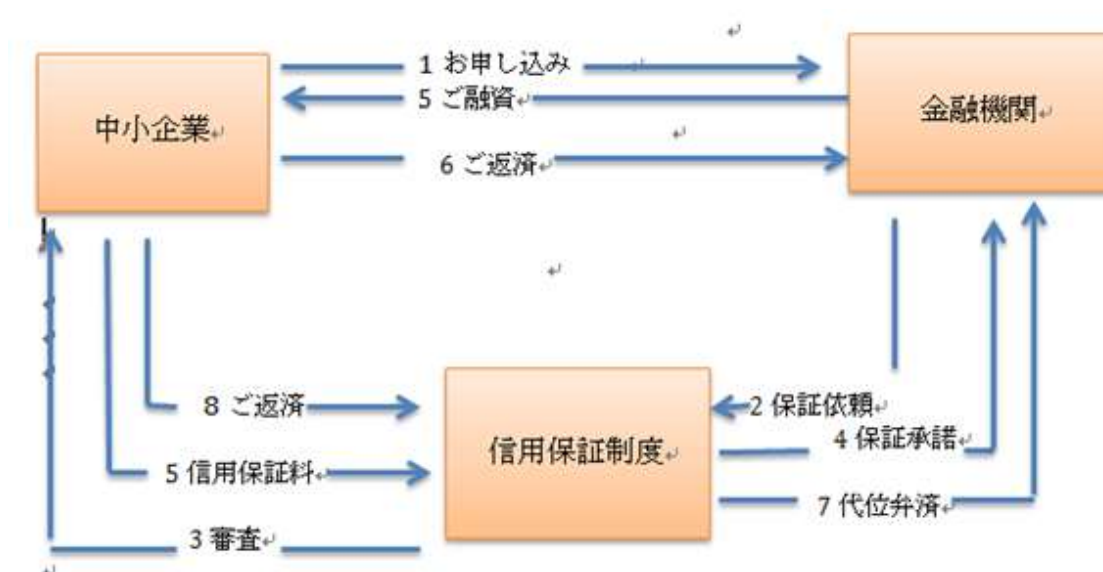 1 お申し込み
5 ご融資
中小企業
金融機関
6 ご返済
8 ご返済
2 保証依頼
4 保証承諾
信用保証制度
5 信用保証料
7 代位弁済
3 審査